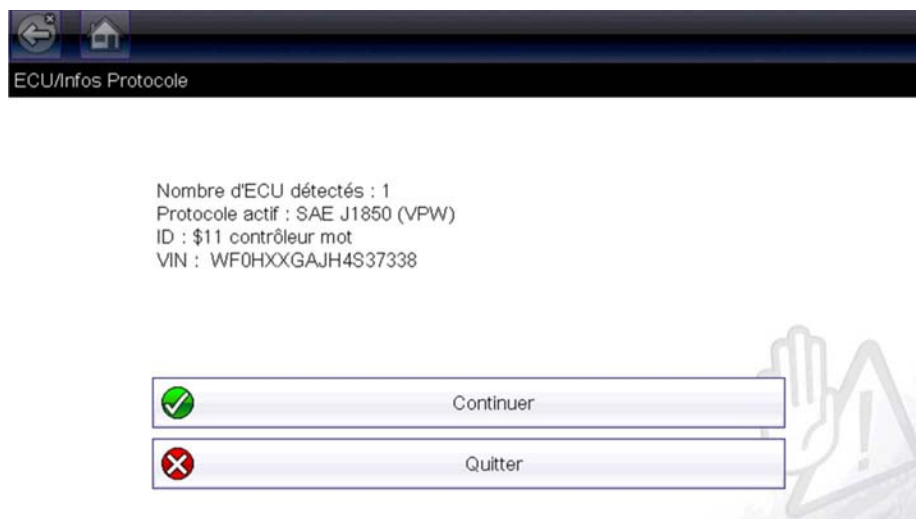 ECU/Infos Protocole
Nombre d'ECU détectés : 1
Protocole actif : SAE J1850 (VPW)
ID : $11 contrôleur mot
VIN : WF0HXXGAJH4S37338
Continuer
Quitter